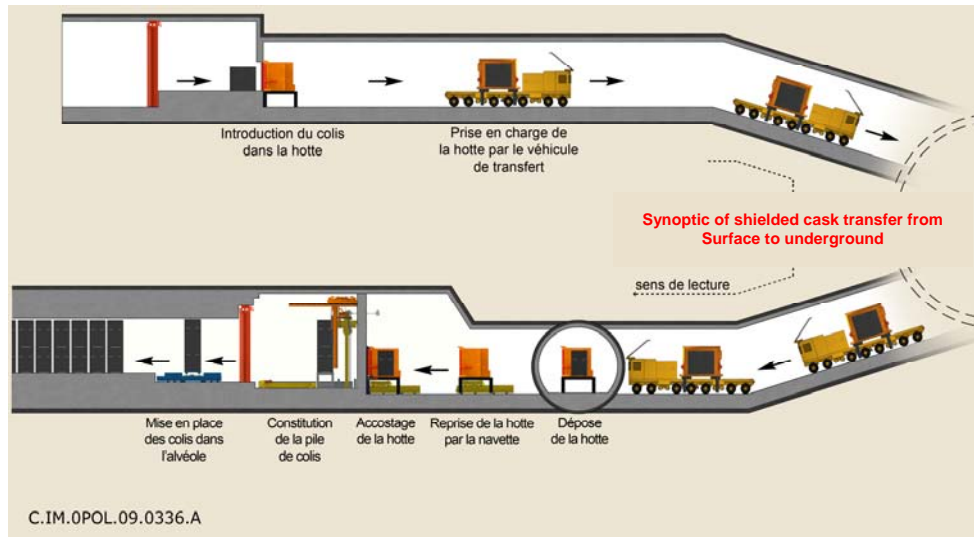 Introduction du colis
dans la hotte
Prise en charge de
la hotte par le véhicule
de transfert
Synoptic of shielded cask transfer from
Surface to underground
sens de lecture
Mise en place
des colis dans
l'alvéole
Constitution
de la pile
de colis
Accostage
de la hotte
Reprise de la hotte
par la navette
Dépose
de la hotte
C.IM.0POL.09.0336.A